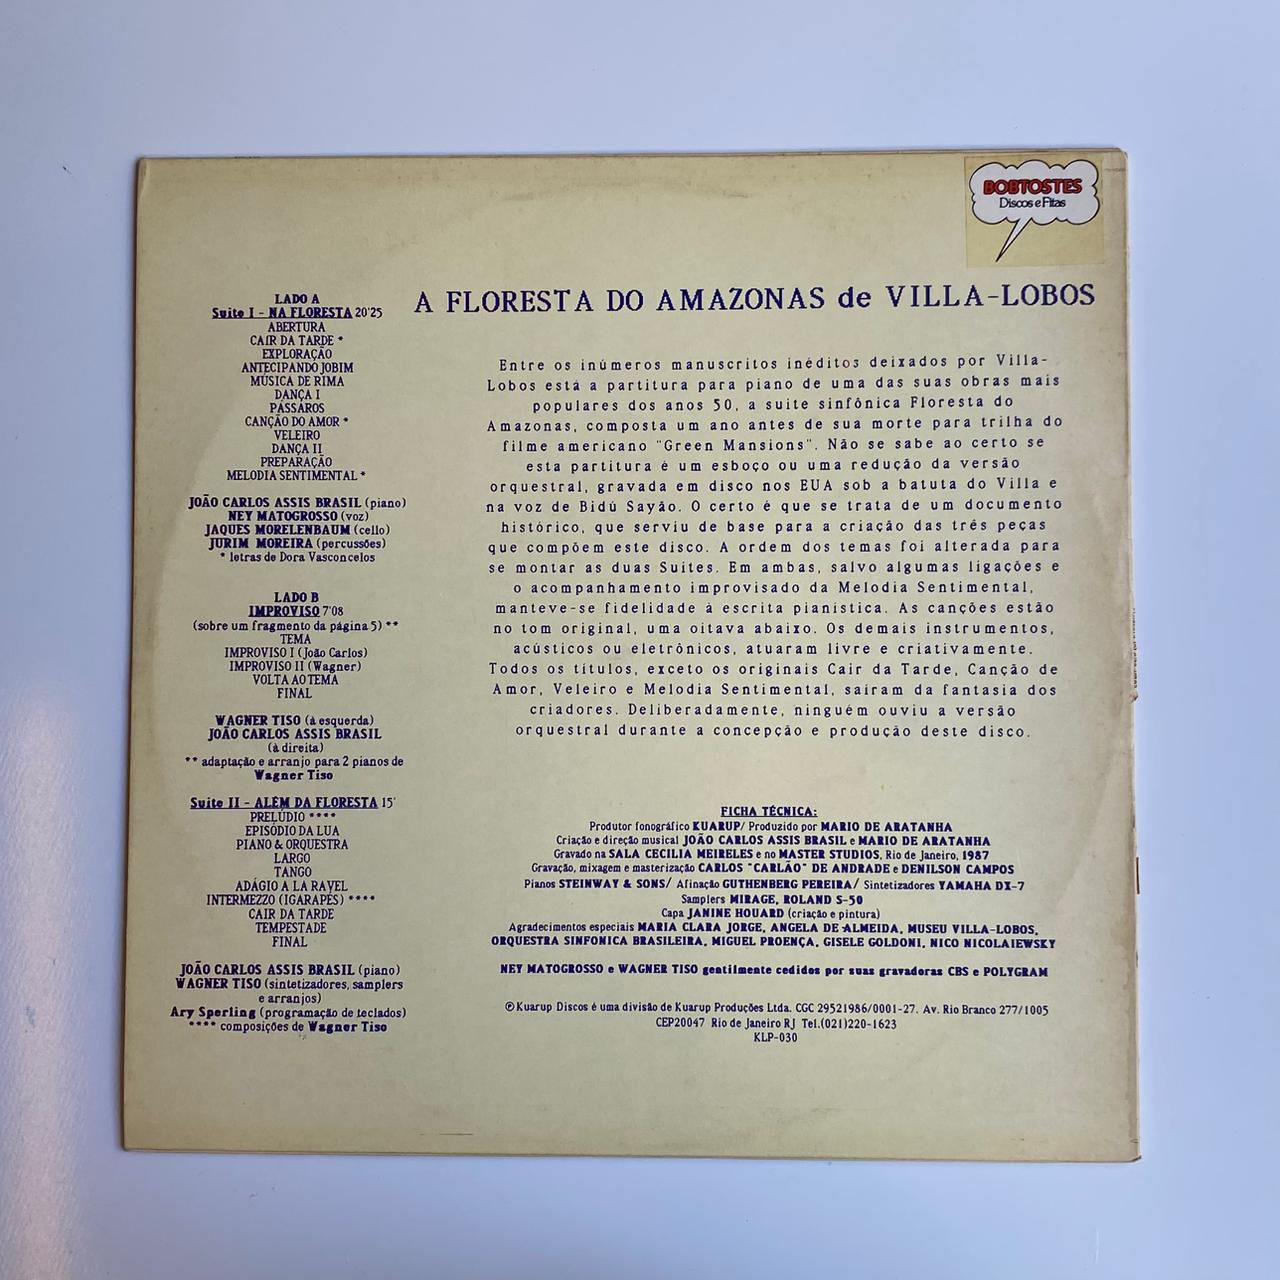 BOBTOSTES
Discos e Fitas
A FLORESTA DO AMAZONAS de VILLA-LOBOS
LADO A
Suite I - NA FLORESTA 20'25
ABERTURA
CAIR DA TARDE *
EXPLORAÇÃO
ANTECIPANDO JOBIM
MÚSICA DE RIMA
DANÇA I
PÁSSAROS
CANÇÃO DO AMOR *
VELEIRO
DANÇA II
PREPARAÇÃO
MELODIA SENTIMENTAL *
JOÃO CARLOS ASSIS BRASIL (piano)
NEY MATOGROSSO (voz)
JAQUES MORELENBAUM (cello)
JURIM MOREIRA (percussões)
* letras de Dora Vasconcelos
LADO B
IMPROVISO 7'08
(sobre um fragmento da página 5) **
TEMA
IMPROVISO I (João Carlos)
IMPROVISO II (Wagner)
VOLTA AO TEMA
FINAL
WAGNER TISO (à esquerda)
JOÃO CARLOS ASSIS BRASIL
(à direita)
** adaptação e arranjo para 2 pianos de
Wagner Tiso
Suite II - ALÉM DA FLORESTA 15'
PRELÚDIO ****
EPISÓDIO DA LUA
PIANO & ORQUESTRA
LARGO
TANGO
ADÁGIO A LA RAVEL
INTERMEZZO (IGARAPÉS) ****
CAIR DA TARDE
TEMPESTADE
FINAL
JOÃO CARLOS ASSIS BRASIL (piano)
WAGNER TISO (sintetizadores, samplers
e arranjos)
Ary Sperling (programação de teclados)
**** composições de Wagner Tiso
Entre os inúmeros manuscritos inéditos deixados por Villa-
Lobos está a partitura para piano de uma das suas obras mais
populares dos anos 50, a suite sinfônica Floresta do
Amazonas, composta um ano antes de sua morte para trilha do
filme americano "Green Mansions". Não se sabe ao certo se
esta partitura é um esboço ou uma redução da versão
orquestral, gravada em disco nos EUA sob a batuta do Villa e
na voz de Bidú Sayão. O certo é que se trata de um documento
histórico, que serviu de base para a criação das três peças
que compõem este disco. A ordem dos temas foi alterada para
se montar as duas Suites. Em ambas, salvo algumas ligações e
o acompanhamento improvisado da Melodia Sentimental,
manteve-se fidelidade à escrita pianística. As canções estão
no tom original, uma oitava abaixo. Os demais instrumentos,
acústicos ou eletrônicos, atuaram livre e criativamente.
Todos os títulos, exceto os originais Cair da Tarde, Canção de
Amor, Veleiro e Melodia Sentimental, saíram da fantasia dos
criadores. Deliberadamente, ninguém ouviu a versão
orquestral durante a concepção e produção deste disco.
FICHA TÉCNICA:
Produtor fonográfico KUARUP/ Produzido por MARIO DE ARATANHA
Criação e direção musical JOÃO CARLOS ASSIS BRASIL e MARIO DE ARATANHA
Gravado na SALA CECILIA MEIRELES e no MASTER STUDIOS, Rio de Janeiro, 1987
Gravação, mixagem e masterização CARLOS "CARLÃO" DE ANDRADE e DENILSON CAMPOS
Pianos STEINWAY & SONS/ Afinação GUTHENBERG PEREIRA/ Sintetizadores YAMAHA DX-7
Samplers MIRAGE, ROLAND S-50
Capa JANINE HOUARD (criação e pintura)
Agradecimentos especiais MARIA CLARA JORGE, ANGELA DE ALMEIDA, MUSEU VILLA-LOBOS,
ORQUESTRA SINFONICA BRASILEIRA, MIGUEL PROENÇA, GISELE GOLDONI, NICO NICOLAIEWSKY
NEY MATOGROSSO e WAGNER TISO gentilmente cedidos por suas gravadoras CBS e POLYGRAM
℗Kuarup Discos é uma divisão de Kuarup Produções Ltda. CGC 29521986/0001-27. Av. Rio Branco 277/1005
CEP20047 Rio de Janeiro RJ Tel.(021)220-1623
KLP-030